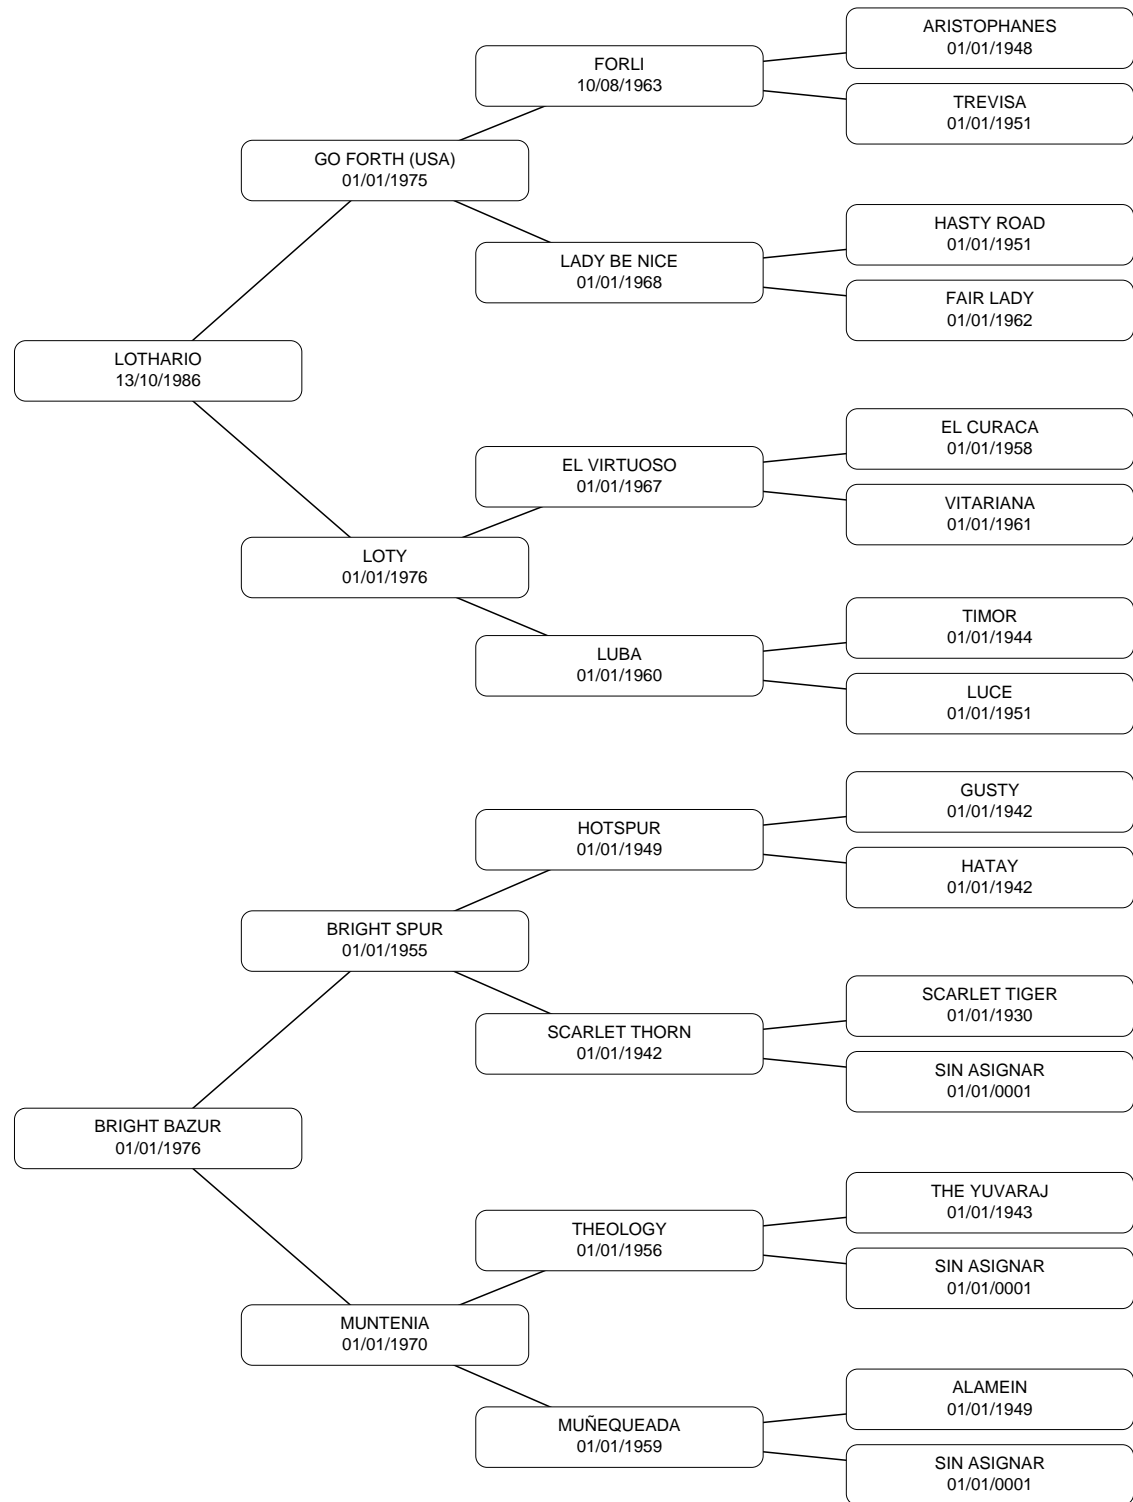 ARISTOPHANES
01/01/1948
FORLI
10/08/1963
TREVISA
01/01/1951
GO FORTH (USA)
01/01/1975
HASTY ROAD
01/01/1951
LADY BE NICE
01/01/1968
FAIR LADY
01/01/1962
LOTHARIO
13/10/1986
EL CURACA
01/01/1958
EL VIRTUOSO
01/01/1967
VITARIANA
01/01/1961
LOTY
01/01/1976
TIMOR
01/01/1944
LUBA
01/01/1960
LUCE
01/01/1951
GUSTY
01/01/1942
HOTSPUR
01/01/1949
HATAY
01/01/1942
BRIGHT SPUR
01/01/1955
SCARLET TIGER
01/01/1930
SCARLET THORN
01/01/1942
SIN ASIGNAR
01/01/0001
BRIGHT BAZUR
01/01/1976
THE YUVARAJ
01/01/1943
THEOLOGY
01/01/1956
SIN ASIGNAR
01/01/0001
MUNTENIA
01/01/1970
ALAMEIN
01/01/1949
MUÑEQUEADA
01/01/1959
SIN ASIGNAR
01/01/0001